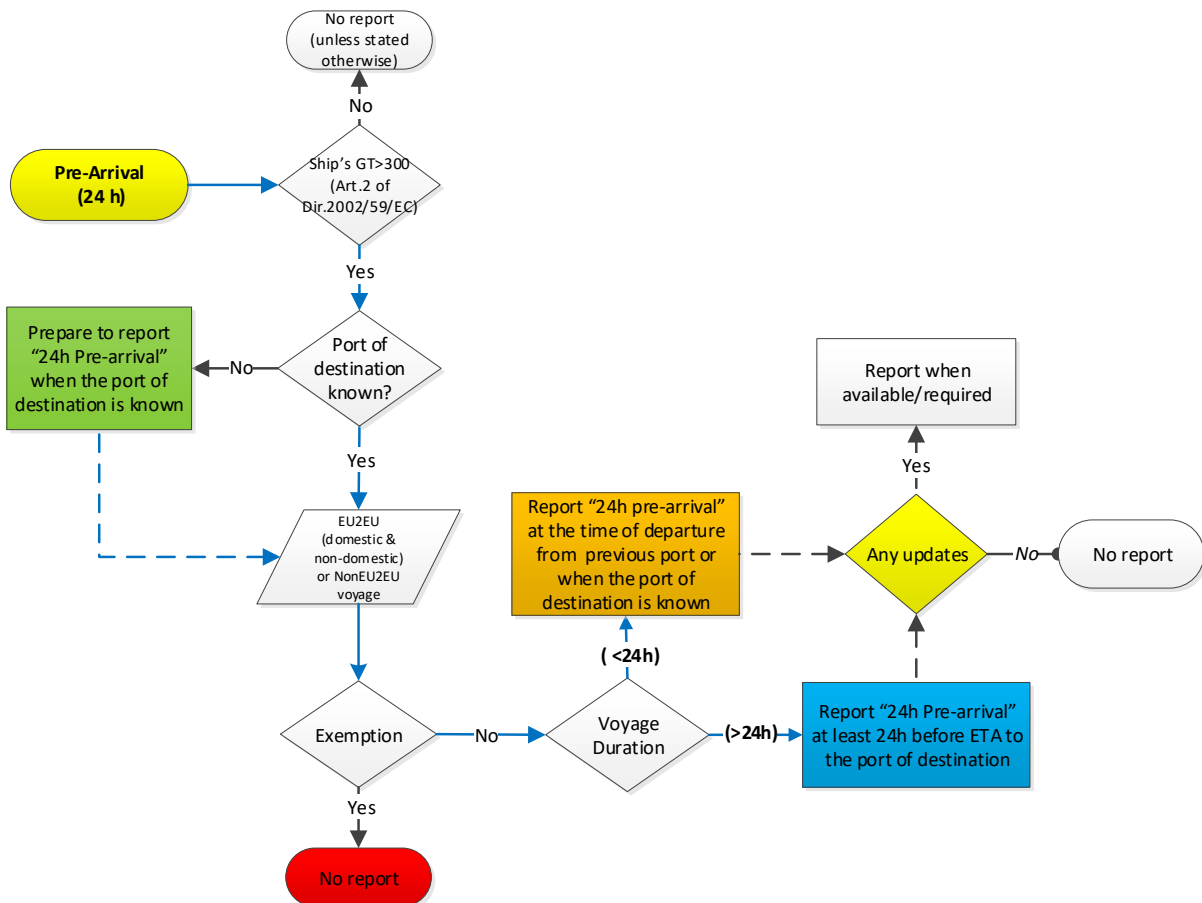 No report
(unless stated
otherwise)
No
Pre-Arrival
(24 h)
Ship's GT>300
(Art.2 of
Dir.2002/59/EC)
Yes
Prepare to report
“24h Pre-arrival”
when the port of
destination is known
No
Port of
destination
known?
Report when
available/required
Yes
Yes
EU2EU
(domestic &
non-domestic)
or NonEU2EU
voyage
Report “24h pre-arrival”
at the time of departure
from previous port or
when the port of
destination is known
Any updates
No
No report
( <24h)
Exemption
No
Voyage
Duration
(>24h)
Report “24h Pre-arrival”
at least 24h before ETA to
the port of destination
Yes
No report